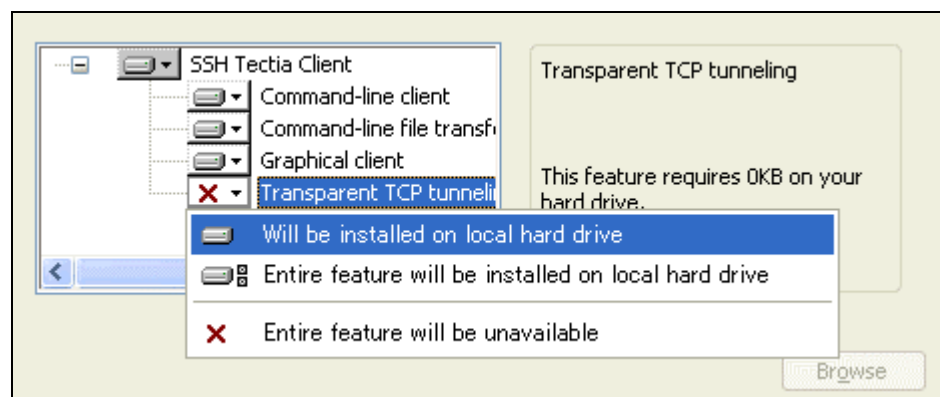 SSH Tectia Client
Command-line client
Command-line file transf
Graphical client
Transparent TCP tunneli
Transparent TCP tunneling
This feature requires 0KB on your
hard drive.
Will be installed on local hard drive
Entire feature will be installed on local hard drive
Entire feature will be unavailable
Browse